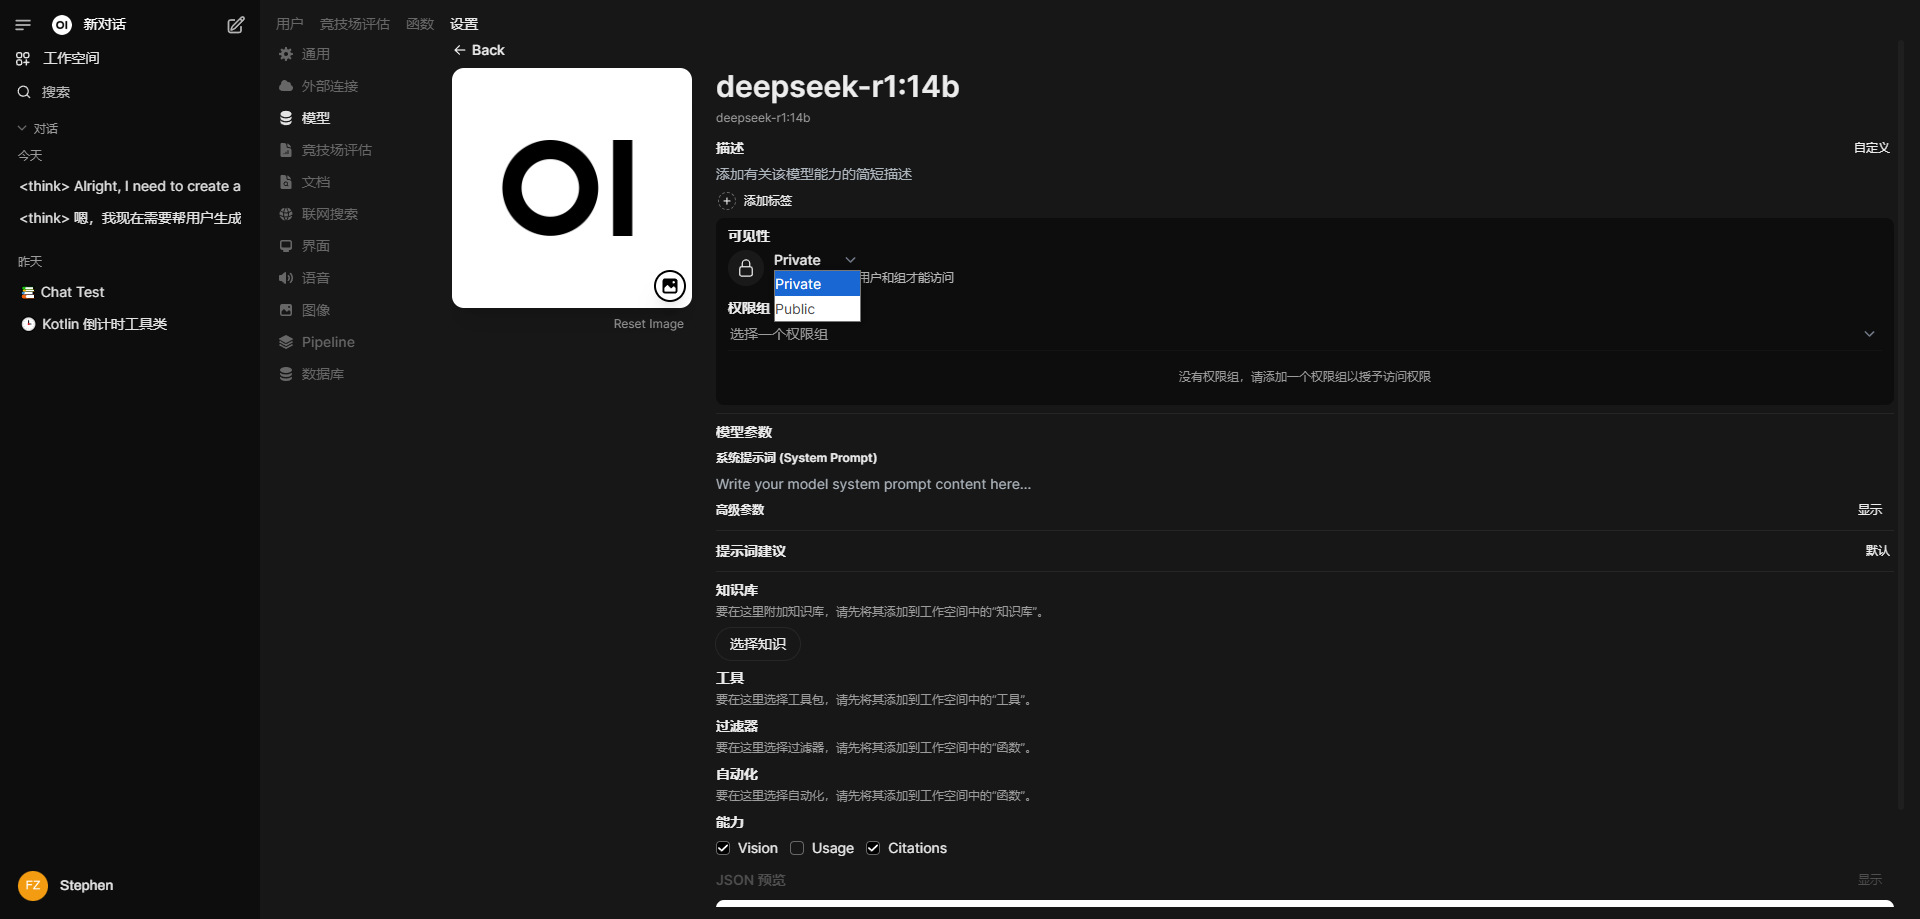 OI 新对话
工作空间
搜索
对话
今天
<think> Alright, I need to create a
<think> 嗯，我现在需要帮用户生成
昨天
Chat Test
Kotlin 倒计时工具类
FZ Stephen
用户 竞技场评估 函数 设置
通用
外部连接
模型
竞技场评估
文档
联网搜索
界面
语音
图像
Pipeline
数据库
Back
OI
Reset Image
deepseek-r1:14b
deepseek-r1:14b
描述 自定义
添加有关该模型能力的简短描述
添加标签
可见性
Private
用户和组才能访问
Private
Public
权限组
选择一个权限组
没有权限组，请添加一个权限组以授予访问权限
模型参数
系统提示词 (System Prompt)
Write your model system prompt content here...
高级参数 显示
提示词建议 默认
知识库
要在这里附加知识库，请先将其添加到工作空间中的“知识库”。
选择知识
工具
要在这里选择工具包，请先将其添加到工作空间中的“工具”。
过滤器
要在这里选择过滤器，请先将其添加到工作空间中的“函数”。
自动化
要在这里选择自动化，请先将其添加到工作空间中的“函数”。
能力
Vision Usage Citations
JSON 预览 显示